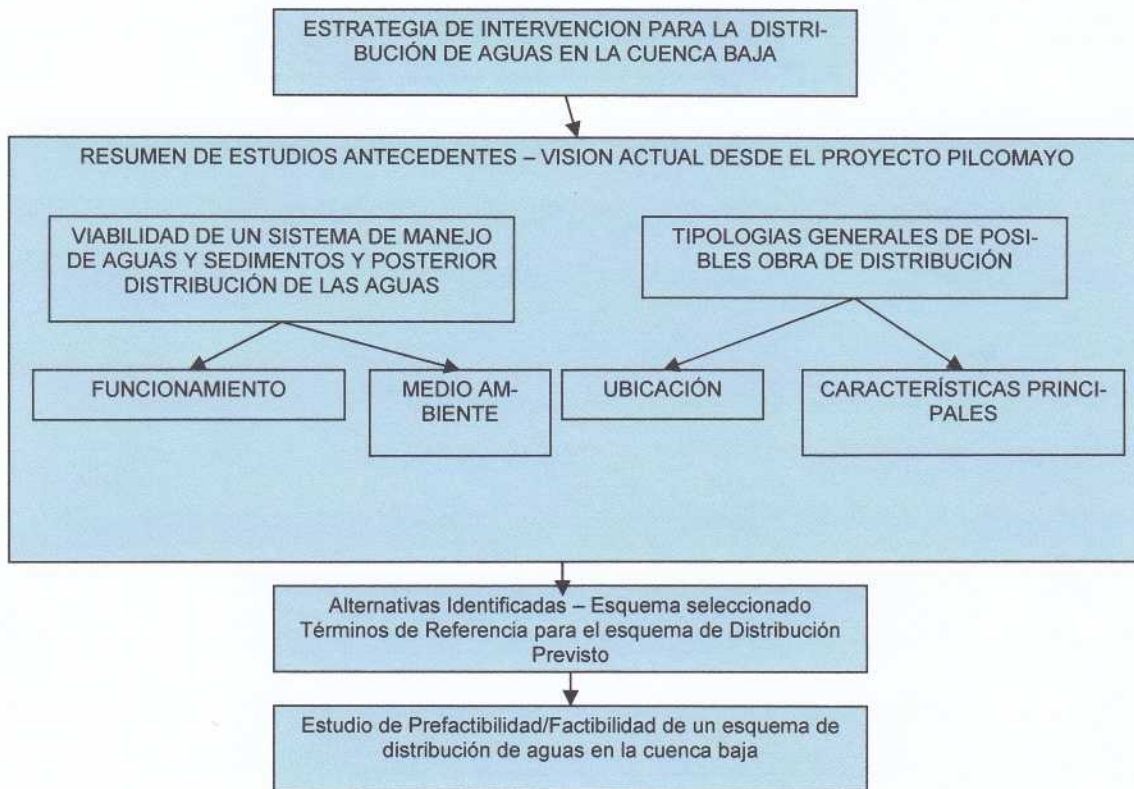 ESTRATEGIA DE INTERVENCION PARA LA DISTRI-
BUCIÓN DE AGUAS EN LA CUENCA BAJA
RESUMEN DE ESTUDIOS ANTECEDENTES – VISION ACTUAL DESDE EL PROYECTO PILCOMAYO
VIABILIDAD DE UN SISTEMA DE MANEJO
DE AGUAS Y SEDIMENTOS Y POSTERIOR
DISTRIBUCIÓN DE LAS AGUAS
TIPOLOGIAS GENERALES DE POSI-
BLES OBRA DE DISTRIBUCIÓN
FUNCIONAMIENTO
MEDIO AM-
BIENTE
UBICACIÓN
CARACTERÍSTICAS PRINCI-
PALES
Alternativas Identificadas – Esquema seleccionado
Términos de Referencia para el esquema de Distribución
Previsto
Estudio de Prefactibilidad/Factibilidad de un esquema de
distribución de aguas en la cuenca baja